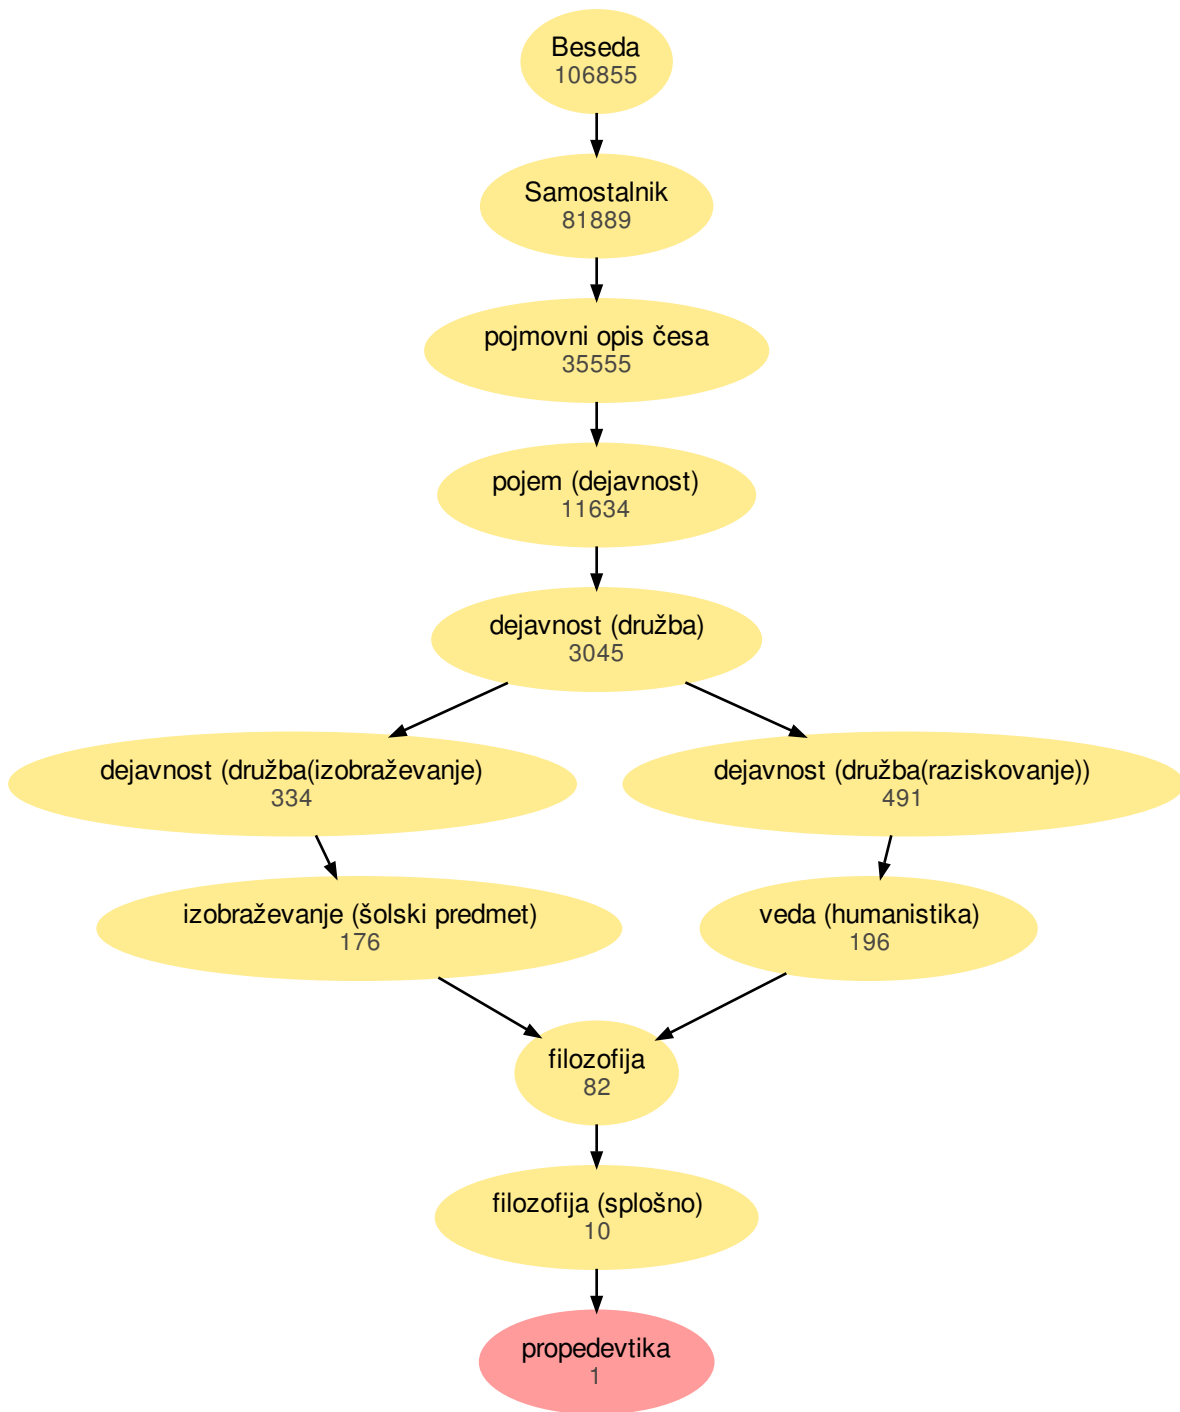 Beseda
106855
Samostalnik
81889
pojmovni opis česa
35555
pojem (dejavnost)
11634
dejavnost (družba)
3045
dejavnost (družba(izobraževanje)
334
dejavnost (družba(raziskovanje))
491
izobraževanje (šolski predmet)
176
veda (humanistika)
196
filozofija
82
filozofija (splošno)
10
propedevtika
1